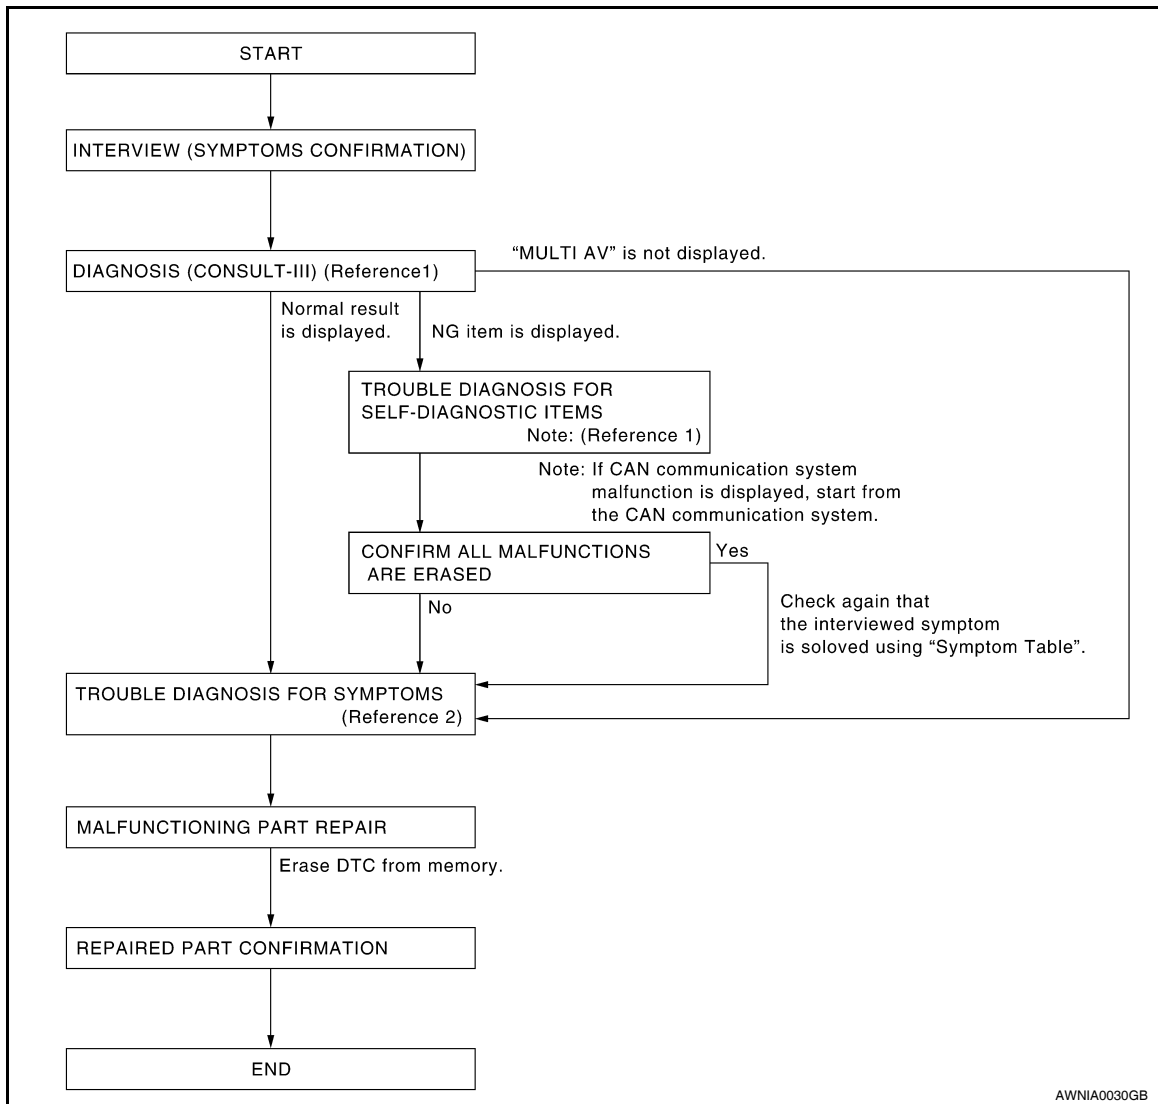 START
INTERVIEW (SYMPTOMS CONFIRMATION)
“MULTI AV” is not displayed.
DIAGNOSIS (CONSULT-III) (Reference1)
Normal result
is displayed.
NG item is displayed.
TROUBLE DIAGNOSIS FOR
SELF-DIAGNOSTIC ITEMS
Note: (Reference 1)
Note: If CAN communication system
malfunction is displayed, start from
the CAN communication system.
CONFIRM ALL MALFUNCTIONS
ARE ERASED
Yes
No
Check again that
the interviewed symptom
is soloved using “Symptom Table”.
TROUBLE DIAGNOSIS FOR SYMPTOMS
(Reference 2)
MALFUNCTIONING PART REPAIR
Erase DTC from memory.
REPAIRED PART CONFIRMATION
END
AWNIA0030GB